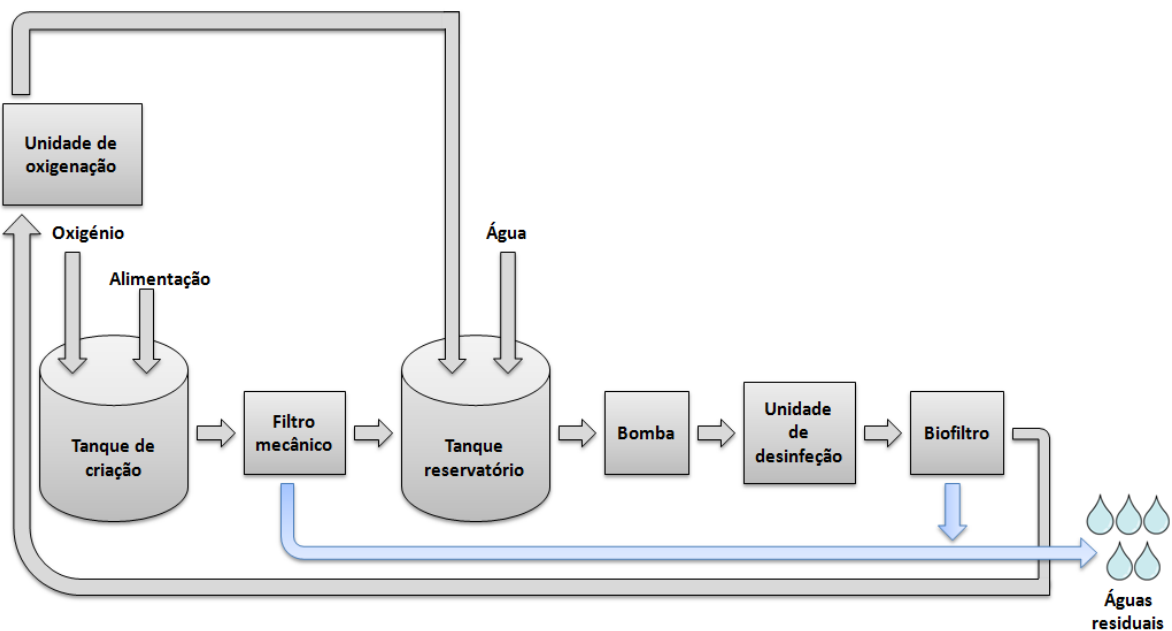 Unidade de
oxigenação
Oxigénio
Água
Alimentação
Tanque de
criação
Filtro
mecânico
Tanque
reservatório
Bomba
Unidade
de
desinfeção
Biofiltro
Águas
residuais